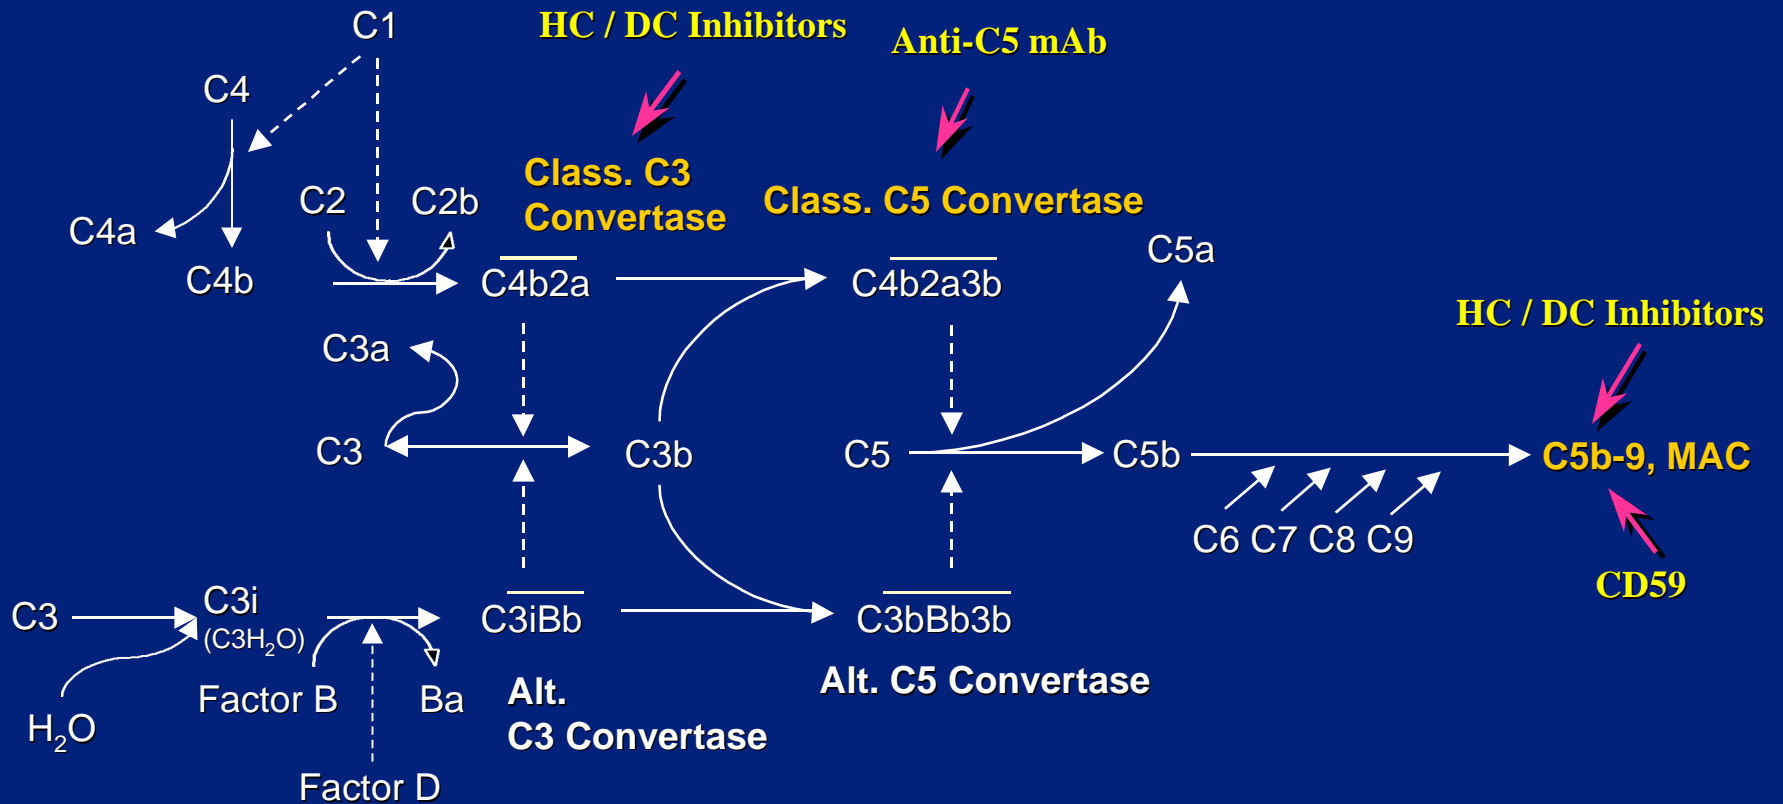 C1
HC / DC Inhibitors
Anti-C5 mAb
C4
Class. C3
Convertase
C2
C2b
Class. C5 Convertase
C4a
C4b
C4b2a
C4b2a3b
C5a
HC / DC Inhibitors
C3a
C3
C3b
C5
C5b
C5b-9, MAC
C6 C7 C8 C9
CD59
C3
C3i
(C3H₂O)
C3iBb
C3bBb3b
H₂O
Factor B
Ba
Alt.
C3 Convertase
Alt. C5 Convertase
Factor D